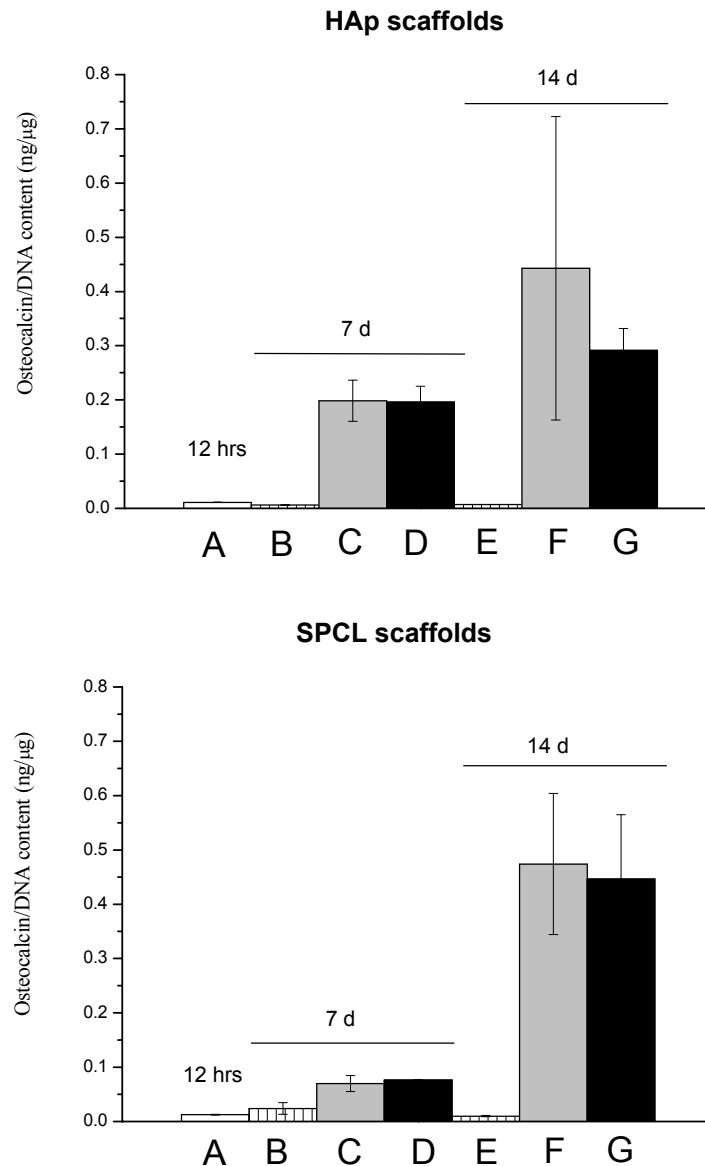 HAp scaffolds
Osteocalcin/DNA content (ng/μg)
0.8
0.7
0.6
0.5
0.4
0.3
0.2
0.1
0.0
14 d
7 d
12 hrs
A B C D E F G
SPCL scaffolds
Osteocalcin/DNA content (ng/μg)
0.8
0.7
0.6
0.5
0.4
0.3
0.2
0.1
0.0
14 d
7 d
12 hrs
A B C D E F G